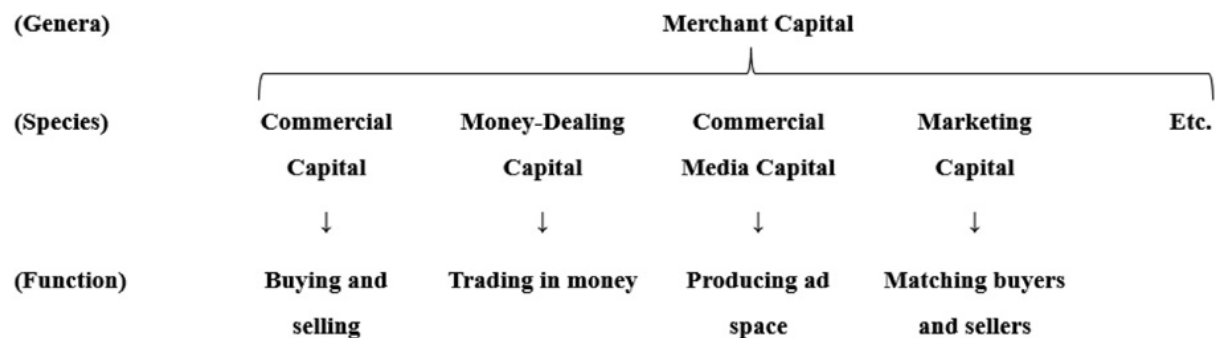 (Genera) Merchant Capital
(Species) Commercial Money-Dealing Commercial Marketing Etc.
Capital Capital Media Capital Capital
↓ ↓ ↓ ↓
(Function) Buying and Trading in money Producing ad Matching buyers
selling space and sellers